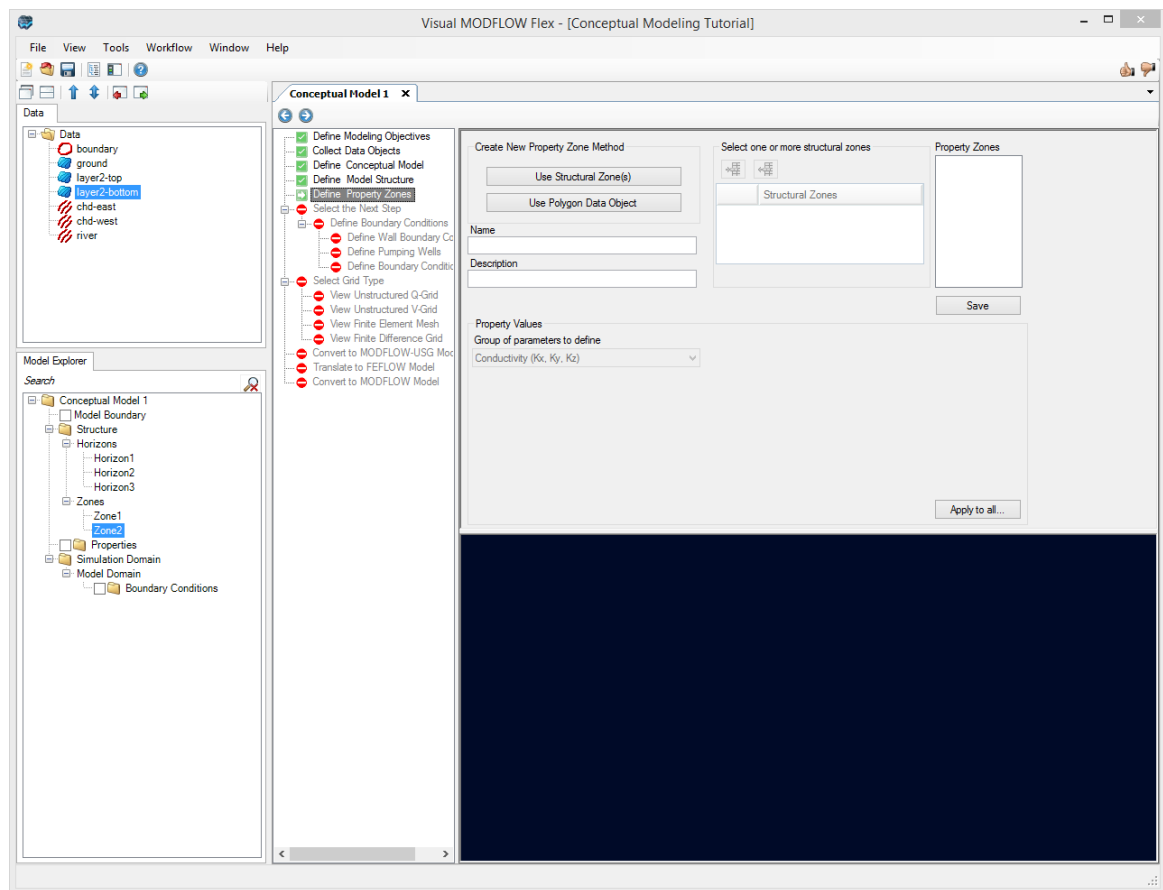 Visual MODFLOW Flex - [Conceptual Modeling Tutorial]
File View Tools Workflow Window Help
Data
Data
boundary
ground
layer2-top
layer2-bottom
chd-east
chd-west
river
Model Explorer
Search
Conceptual Model 1
Model Boundary
Structure
Horizons
Horizon1
Horizon2
Horizon3
Zones
Zone1
Zone2
Properties
Simulation Domain
Model Domain
Boundary Conditions
Conceptual Model 1
Define Modeling Objectives
Collect Data Objects
Define Conceptual Model
Define Model Structure
Define Property Zones
Select the Next Step
Define Boundary Conditions
Define Wall Boundary Co
Define Pumping Wells
Define Boundary Conditic
Select Grid Type
View Unstructured Q-Grid
View Unstructured V-Grid
View Finite Element Mesh
View Finite Difference Grid
Convert to MODFLOW-USG Moc
Translate to FEFLOW Model
Convert to MODFLOW Model
Create New Property Zone Method
Use Structural Zone(s)
Use Polygon Data Object
Name
Description
Select one or more structural zones
Structural Zones
Property Zones
Save
Property Values
Group of parameters to define
Conductivity (Kx, Ky, Kz)
Apply to all...